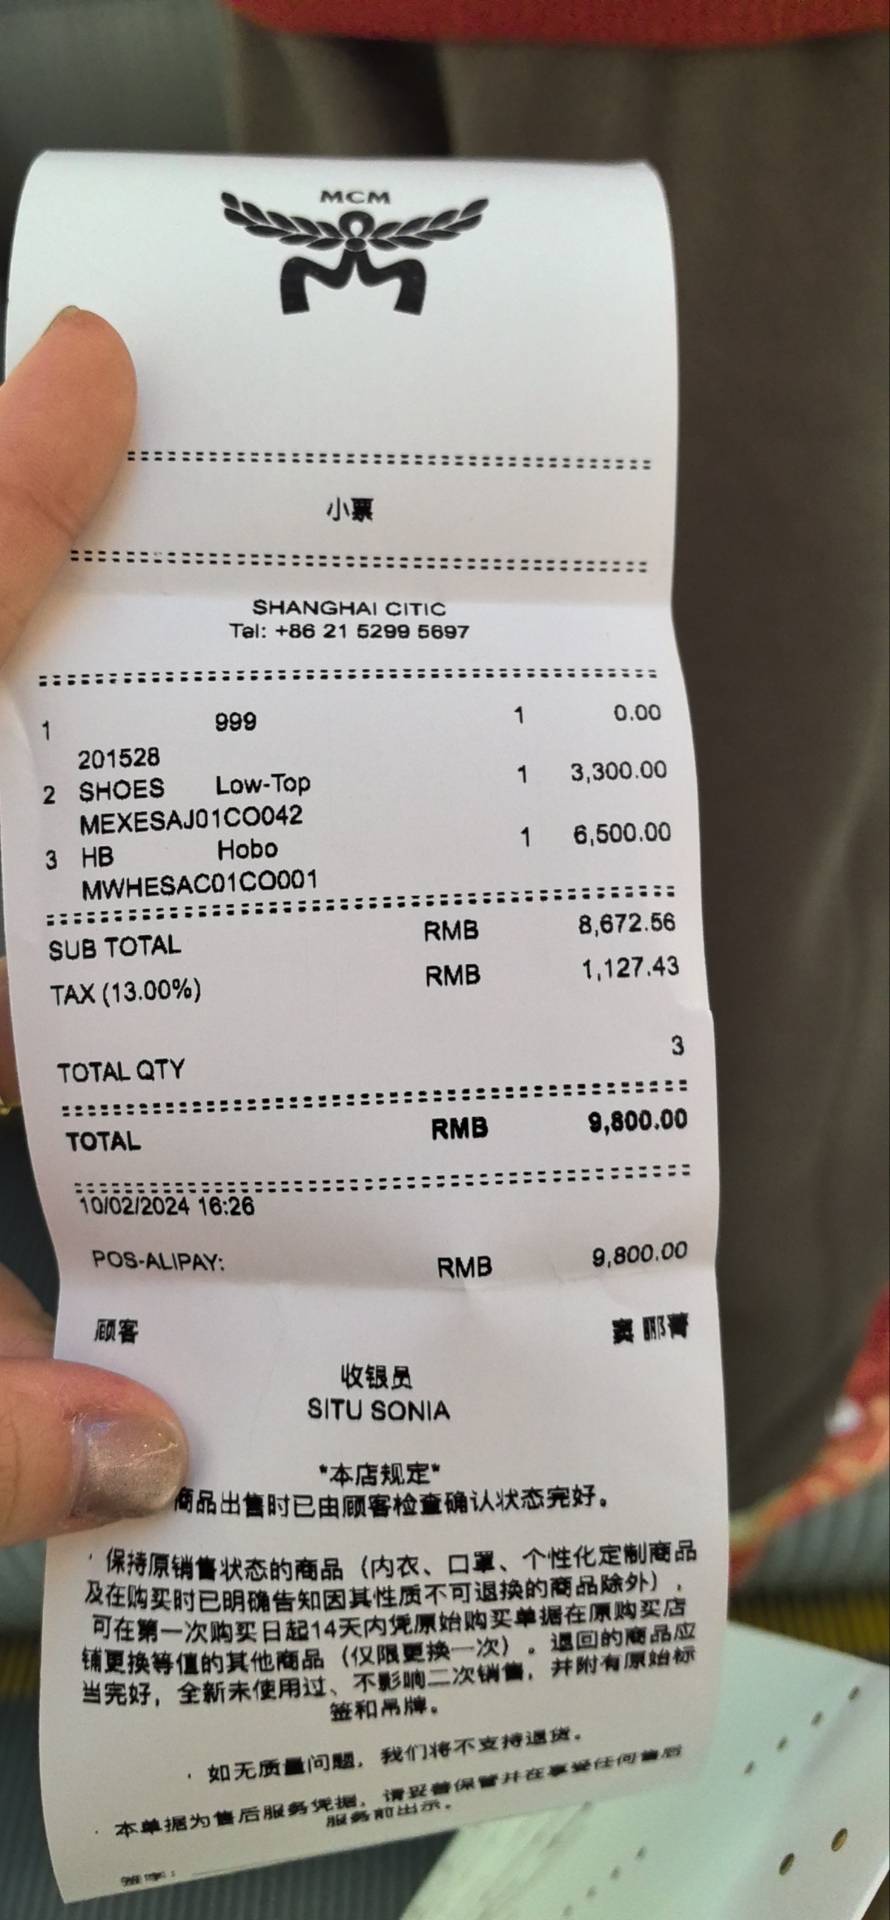 MCM
小票
SHANGHAI CITIC
Tel: +86 21 5299 5697
1 999 1 0.00
201528
2 SHOES Low-Top 1 3,300.00
MEXESAJ01CO042
3 HB Hobo 1 6,500.00
MWHESAC01CO001
SUB TOTAL RMB 8,672.56
TAX (13.00%) RMB 1,127.43
TOTAL QTY 3
TOTAL RMB 9,800.00
10/02/2024 16:26
POS-ALIPAY: RMB 9,800.00
顾客 窦 郦菁
收银员
SITU SONIA
*本店规定*
商品出售时已由顾客检查确认状态完好。
· 保持原销售状态的商品（内衣、口罩、个性化定制商品
及在购买时已明确告知因其性质不可退换的商品除外），
可在第一次购买日起14天内凭原始购买单据在原购买店
铺更换等值的其他商品（仅限更换一次）。退回的商品应
当完好，全新未使用过、不影响二次销售，并附有原始标
签和吊牌。
· 如无质量问题，我们将不支持退货。
· 本单据为售后服务凭据，请妥善保管并在享受任何售后
服务前出示。